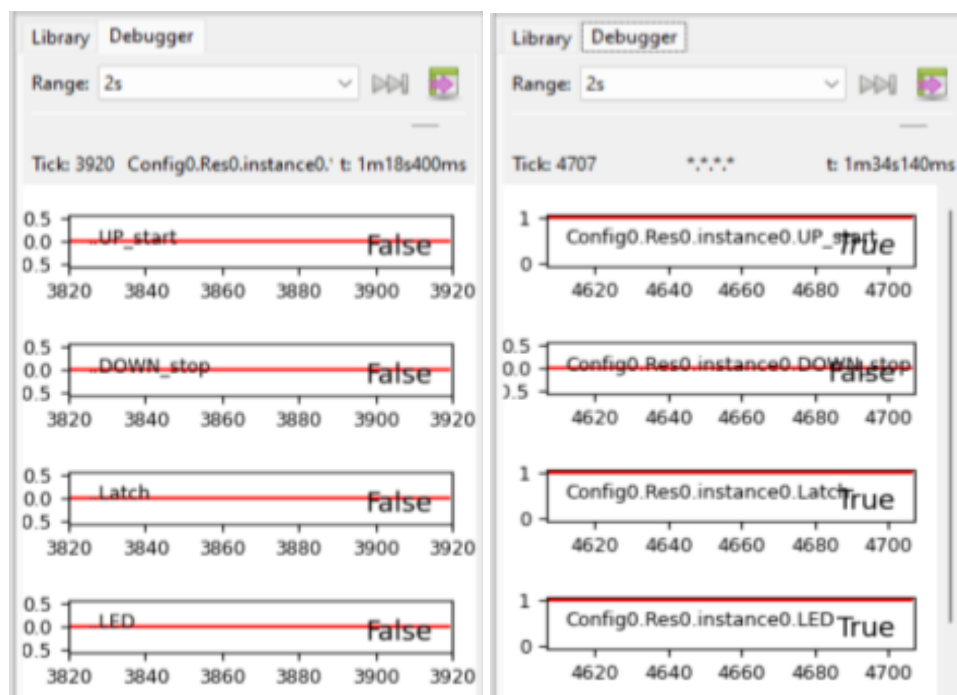 Library Debugger
Range: 2s
Tick: 3920 Config0.Res0.instance0. t: 1m18s400ms
0.5
0.0
0.5
..UP_start
False
3820 3840 3860 3880 3900 3920
0.5
0.0
0.5
..DOWN_stop
False
3820 3840 3860 3880 3900 3920
0.5
0.0
0.5
..Latch
False
3820 3840 3860 3880 3900 3920
0.5
0.0
0.5
..LED
False
3820 3840 3860 3880 3900 3920
Library Debugger
Range: 2s
Tick: 4707 *.*.*.* t: 1m34s140ms
1
0
Config0.Res0.instance0.UP_start
True
4620 4640 4660 4680 4700
0.5
0.0
0.5
Config0.Res0.instance0.DOWN_stop
False
4620 4640 4660 4680 4700
1
0
Config0.Res0.instance0.Latch
True
4620 4640 4660 4680 4700
1
0
Config0.Res0.instance0.LED
True
4620 4640 4660 4680 4700